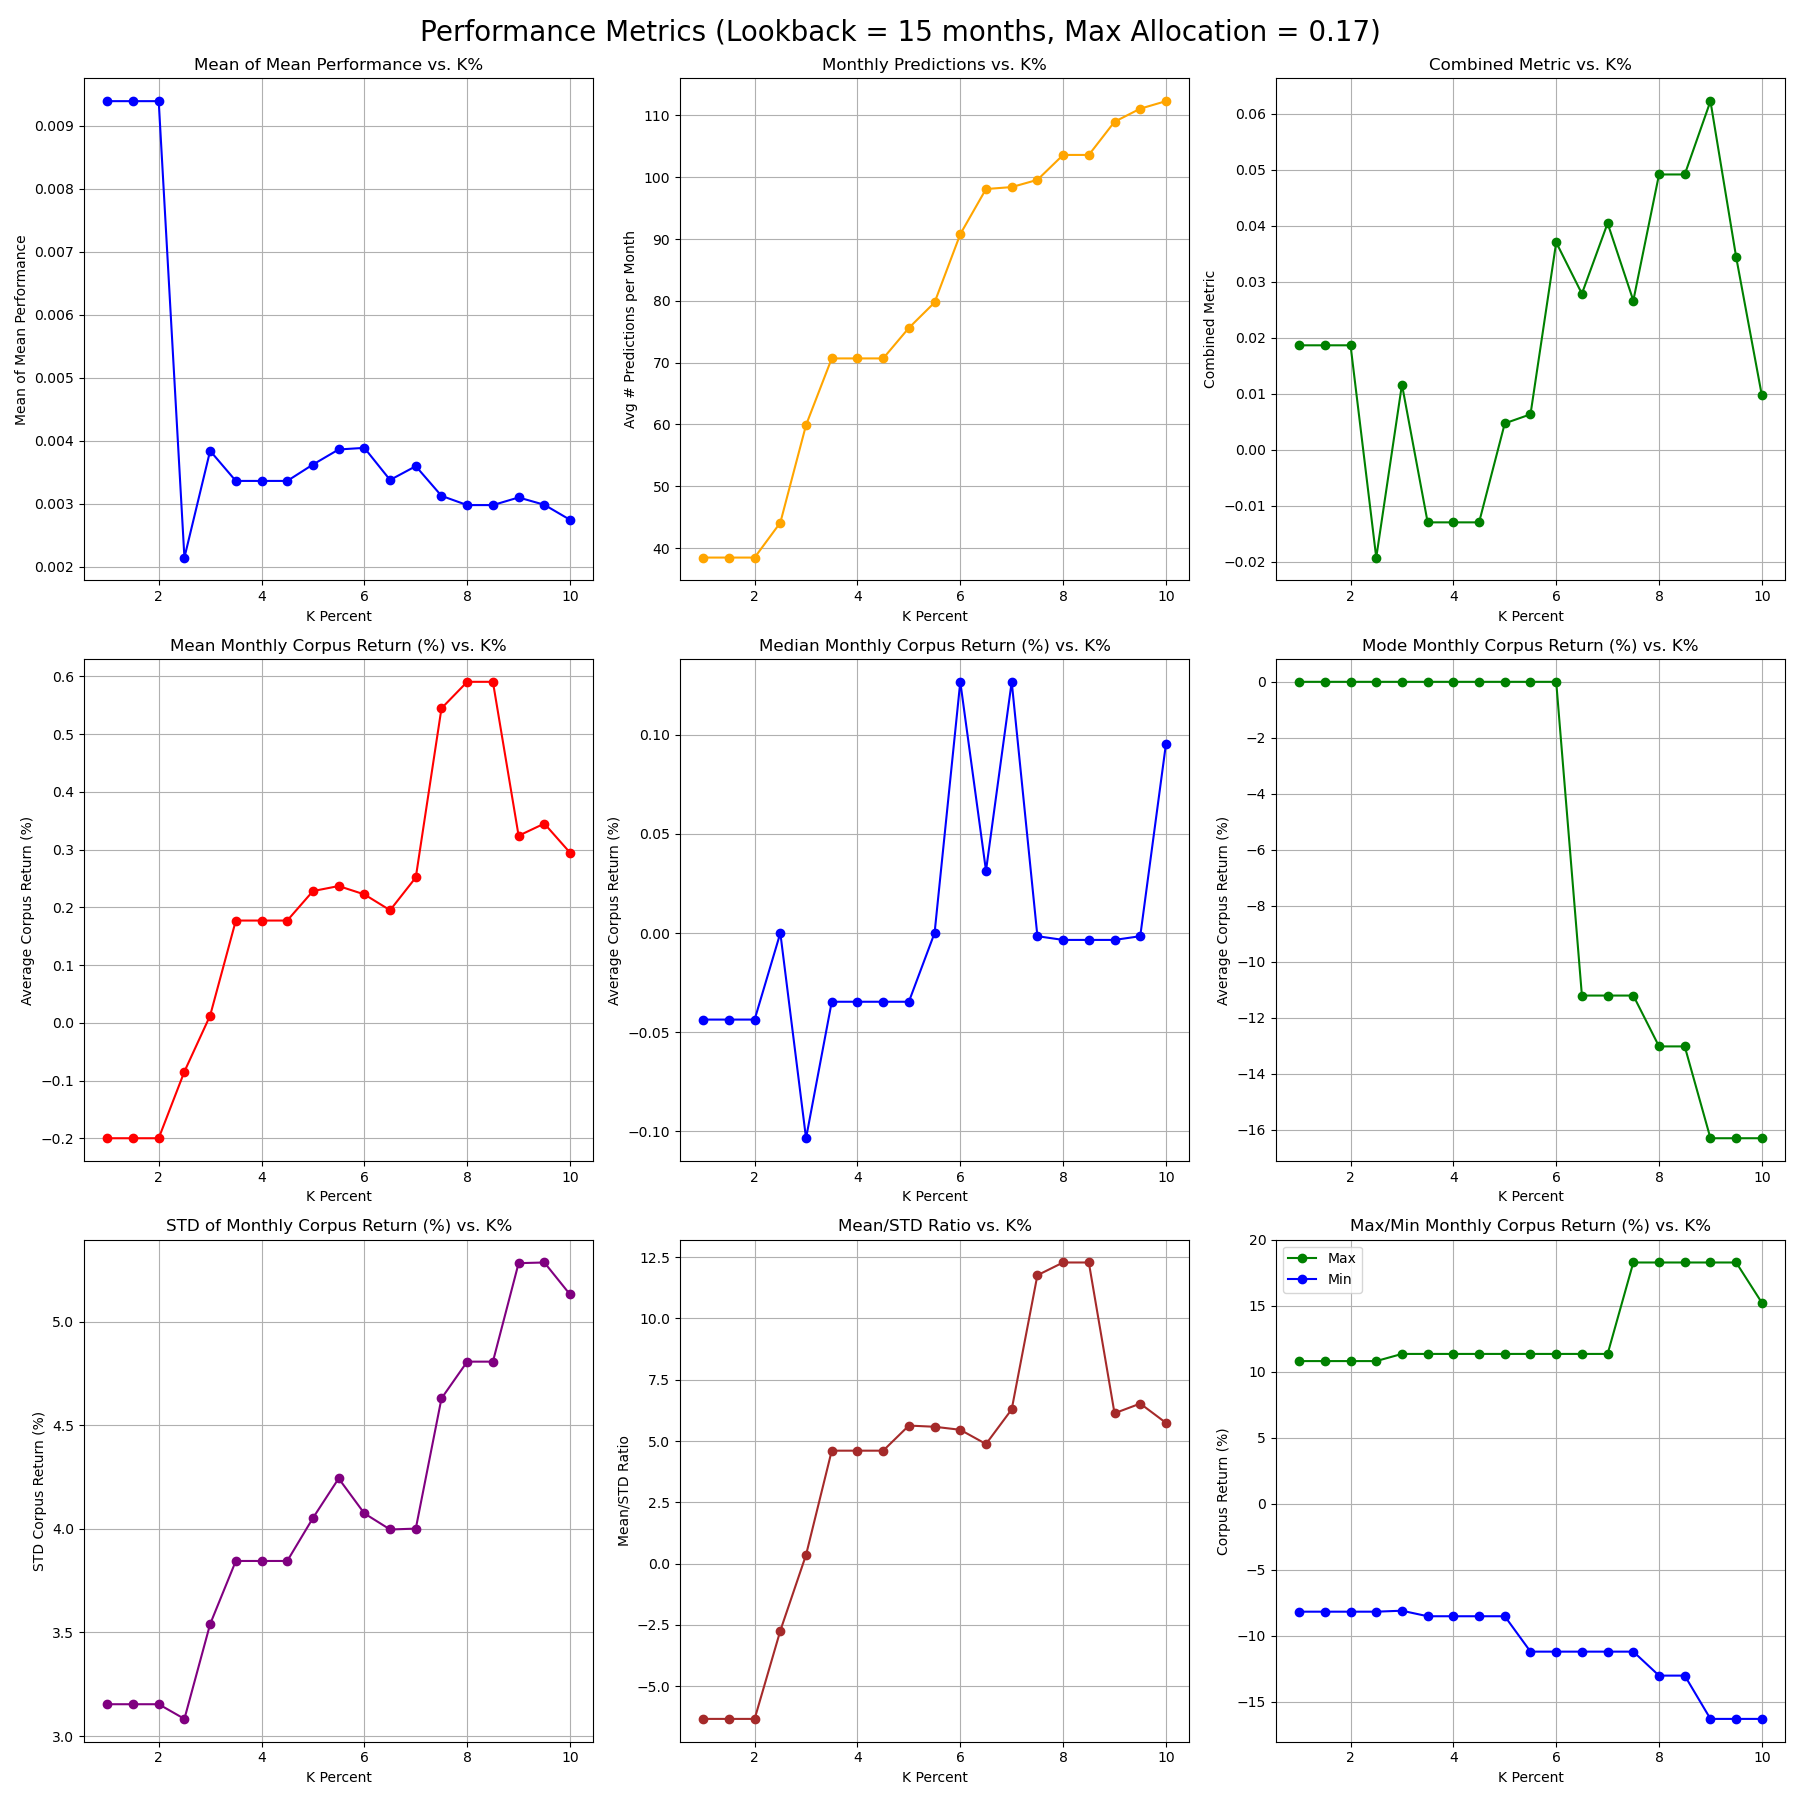 Performance Metrics (Lookback = 15 months, Max Allocation = 0.17)
Mean of Mean Performance vs. K%
Mean of Mean Performance
0.009
0.008
0.007
0.006
0.005
0.004
0.003
0.002
2 4 6 8 10
K Percent
Monthly Predictions vs. K%
Avg # Predictions per Month
110
100
90
80
70
60
50
40
2 4 6 8 10
K Percent
Combined Metric vs. K%
Combined Metric
0.06
0.05
0.04
0.03
0.02
0.01
0.00
−0.01
−0.02
2 4 6 8 10
K Percent
Mean Monthly Corpus Return (%) vs. K%
Average Corpus Return (%)
0.6
0.5
0.4
0.3
0.2
0.1
0.0
−0.1
−0.2
2 4 6 8 10
K Percent
Median Monthly Corpus Return (%) vs. K%
Average Corpus Return (%)
0.10
0.05
0.00
−0.05
−0.10
2 4 6 8 10
K Percent
Mode Monthly Corpus Return (%) vs. K%
Average Corpus Return (%)
0
−2
−4
−6
−8
−10
−12
−14
−16
2 4 6 8 10
K Percent
STD of Monthly Corpus Return (%) vs. K%
STD Corpus Return (%)
5.0
4.5
4.0
3.5
3.0
2 4 6 8 10
K Percent
Mean/STD Ratio vs. K%
Mean/STD Ratio
12.5
10.0
7.5
5.0
2.5
0.0
−2.5
−5.0
2 4 6 8 10
K Percent
Max/Min Monthly Corpus Return (%) vs. K%
Corpus Return (%)
Max
Min
20
15
10
5
0
−5
−10
−15
2 4 6 8 10
K Percent